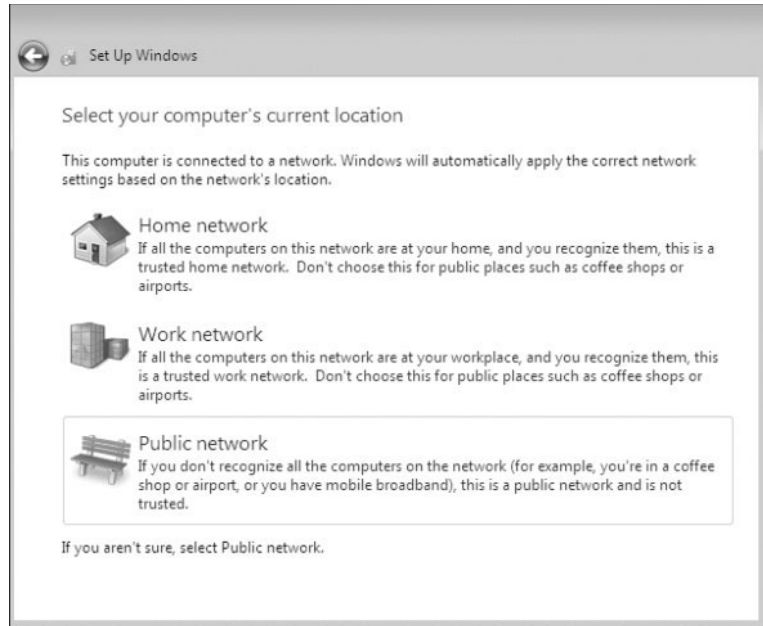 Set Up Windows
Select your computer's current location
This computer is connected to a network. Windows will automatically apply the correct network
settings based on the network's location.
Home network
If all the computers on this network are at your home, and you recognize them, this is a
trusted home network. Don't choose this for public places such as coffee shops or
airports.
Work network
If all the computers on this network are at your workplace, and you recognize them, this
is a trusted work network. Don't choose this for public places such as coffee shops or
airports.
Public network
If you don't recognize all the computers on the network (for example, you're in a coffee
shop or airport, or you have mobile broadband), this is a public network and is not
trusted.
If you aren't sure, select Public network.